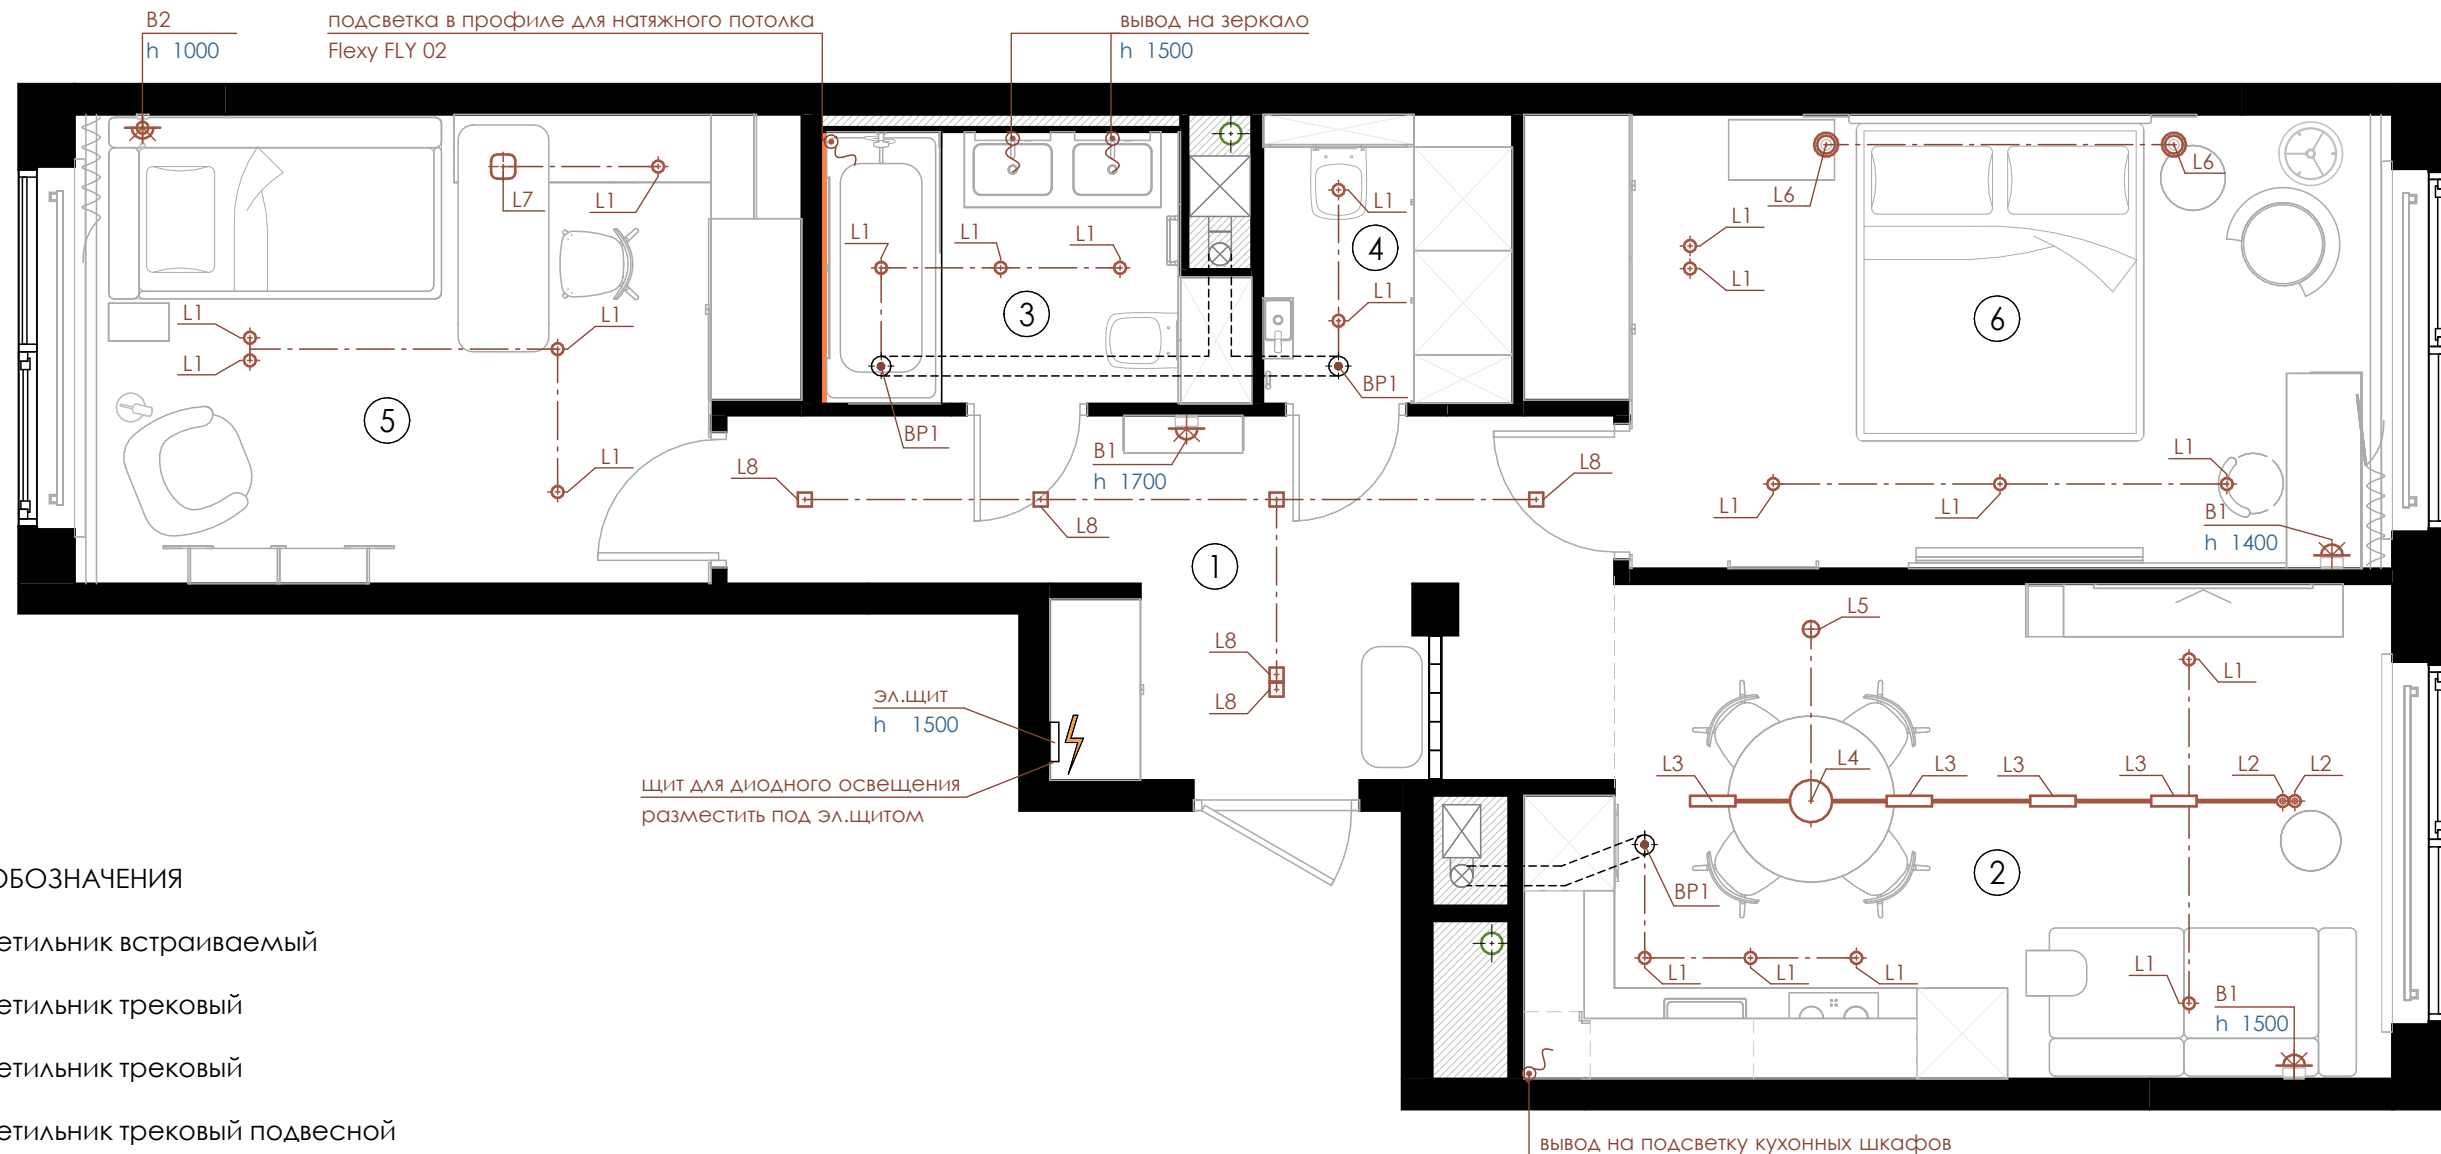 B2
h 1000
подсветка в профиле для натяжного потолка
Flexy FLY 02
вывод на зеркало
h 1500
L7
L1
L1
L1
L1
L1
L1
L6
L6
L1
L1
4
3
6
5
L1
L1
L1
L1
BP1
BP1
B1
h 1700
L1
L8
L8
L8
L1
L1
L1
B1
h 1400
1
L5
L8
L8
L1
эл.щит
h 1500
щит для диодного освещения
разместить под эл.щитом
L3
L4
L3
L3
L3
L2
L2
2
BP1
ОБОЗНАЧЕНИЯ
етильник встраиваемый
L1
L1
L1
L1
B1
h 1500
етильник трековый
етильник трековый
етильник трековый подвесной
вывод на подсветку кухонных шкафов